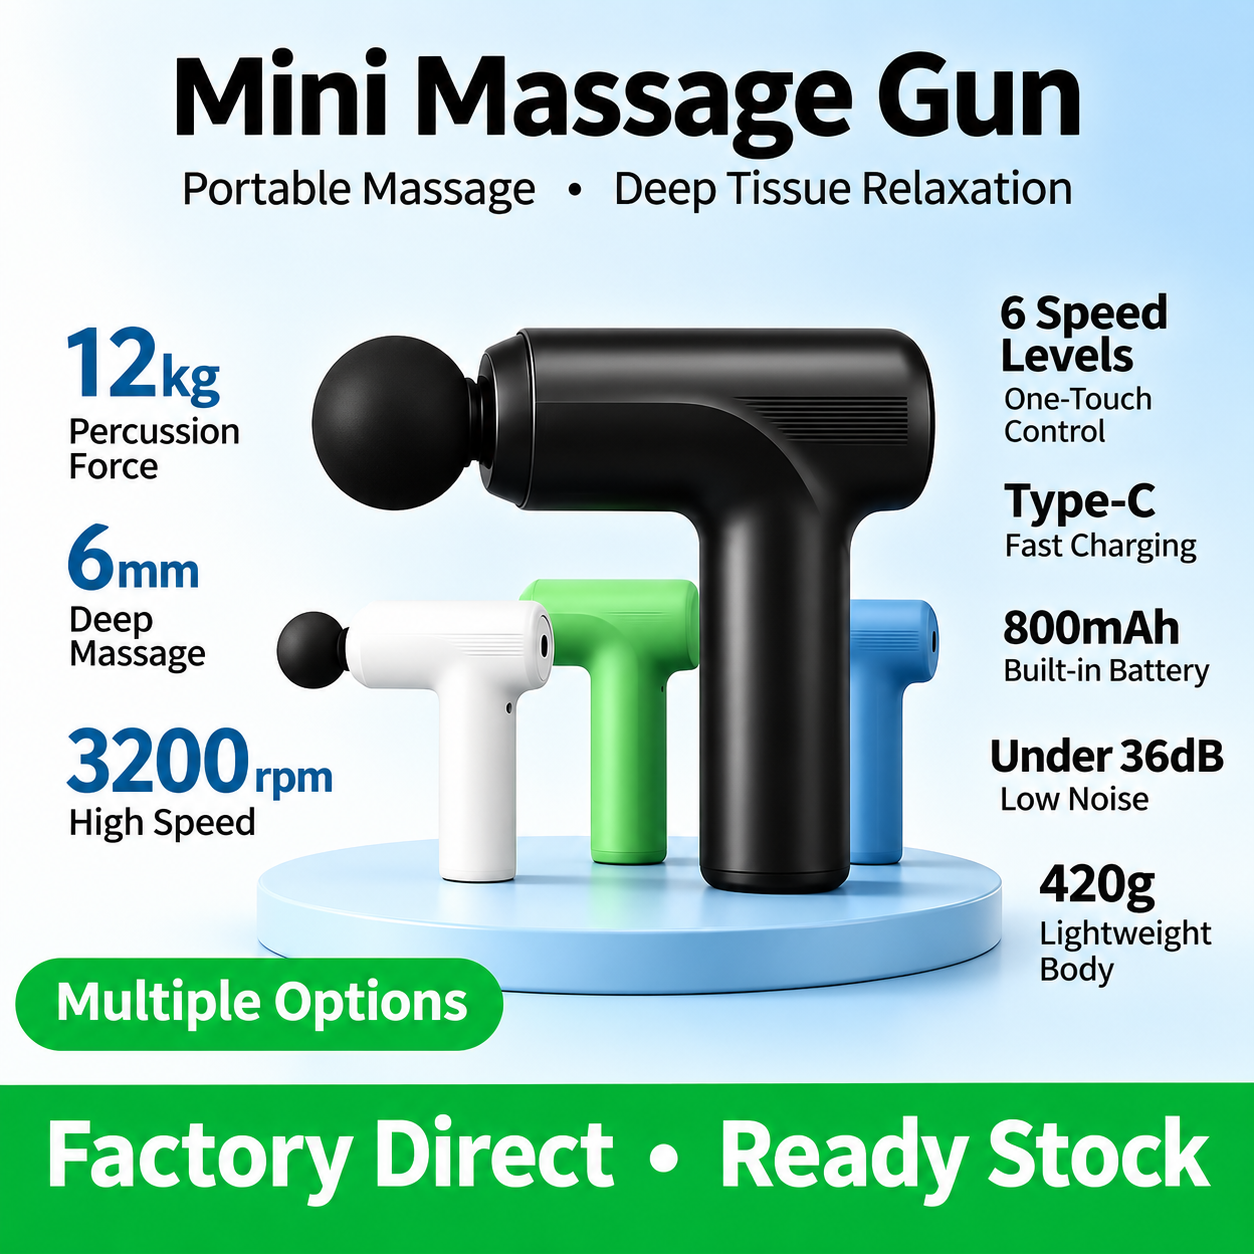 Mini Massage Gun
Portable Massage • Deep Tissue Relaxation
12kg
Percussion
Force
6mm
Deep
Massage
3200rpm
High Speed
6 Speed
Levels
One-Touch
Control
Type-C
Fast Charging
800mAh
Built-in Battery
Under 36dB
Low Noise
420g
Lightweight
Body
Multiple Options
Factory Direct • Ready Stock